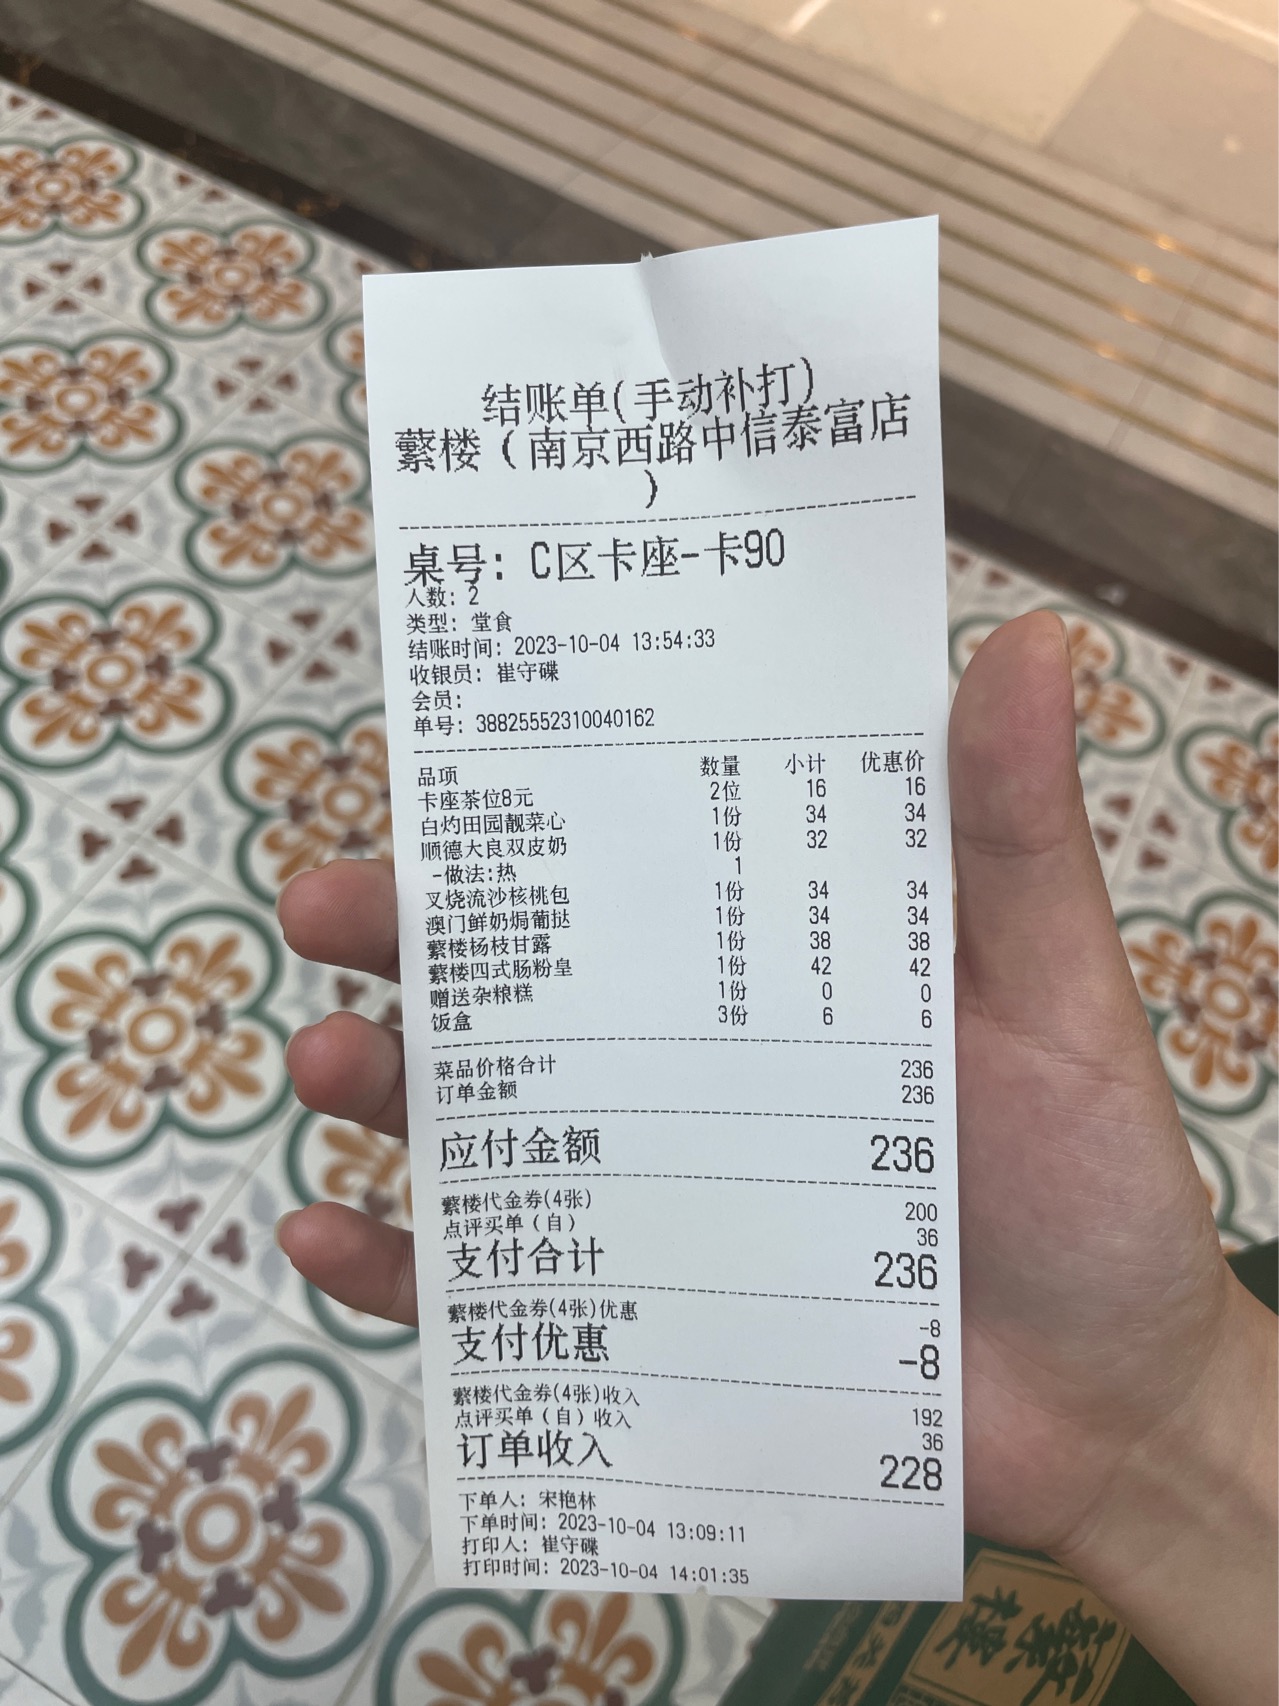 结账单(手动补打)
蘩楼（南京西路中信泰富店
）
桌号: C区卡座-卡90
人数: 2
类型: 堂食
结账时间: 2023-10-04 13:54:33
收银员: 崔守碟
会员:
单号: 38825552310040162
品项 数量 小计 优惠价
卡座茶位8元 2位 16 16
白灼田园靓菜心 1份 34 34
顺德大良双皮奶 1份 32 32
-做法:热 1
叉烧流沙核桃包 1份 34 34
澳门鲜奶焗葡挞 1份 34 34
蘩楼杨枝甘露 1份 38 38
蘩楼四式肠粉皇 1份 42 42
赠送杂粮糕 1份 0 0
饭盒 3份 6 6
菜品价格合计 236
订单金额 236
应付金额 236
蘩楼代金券(4张) 200
点评买单（自） 36
支付合计 236
蘩楼代金券(4张)优惠 -8
支付优惠 -8
蘩楼代金券(4张)收入 192
点评买单（自）收入 36
订单收入 228
下单人: 宋艳林
下单时间: 2023-10-04 13:09:11
打印人: 崔守碟
打印时间: 2023-10-04 14:01:35
蘩樓